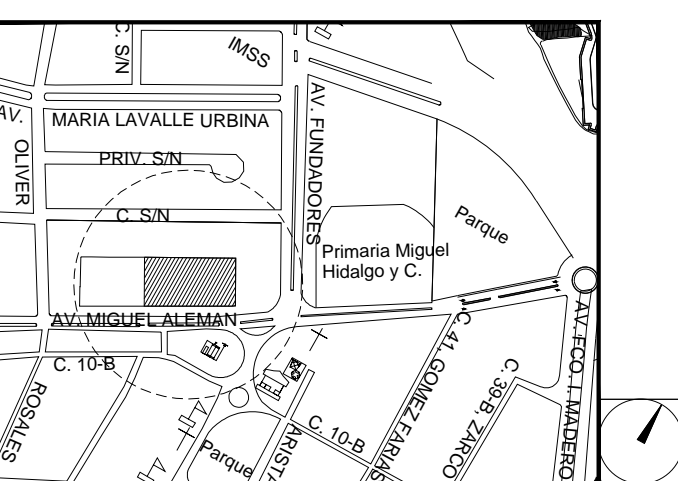 C. S/N
IMSS
AV.
MARIA LAVALLE URBINA
AV. FUNDADORES
OLIVER
PRIV. S/N
C. S/N
Parque
Primaria Miguel
Hidalgo y C.
AV. MIGUEL ALEMAN
C. 10-B
ROSALES
C. 41, GOMEZ FARIAS
C. 39-B, ZARCO
AV. FCO. I. MADERO
C. 10-B
ARISTA
Parque